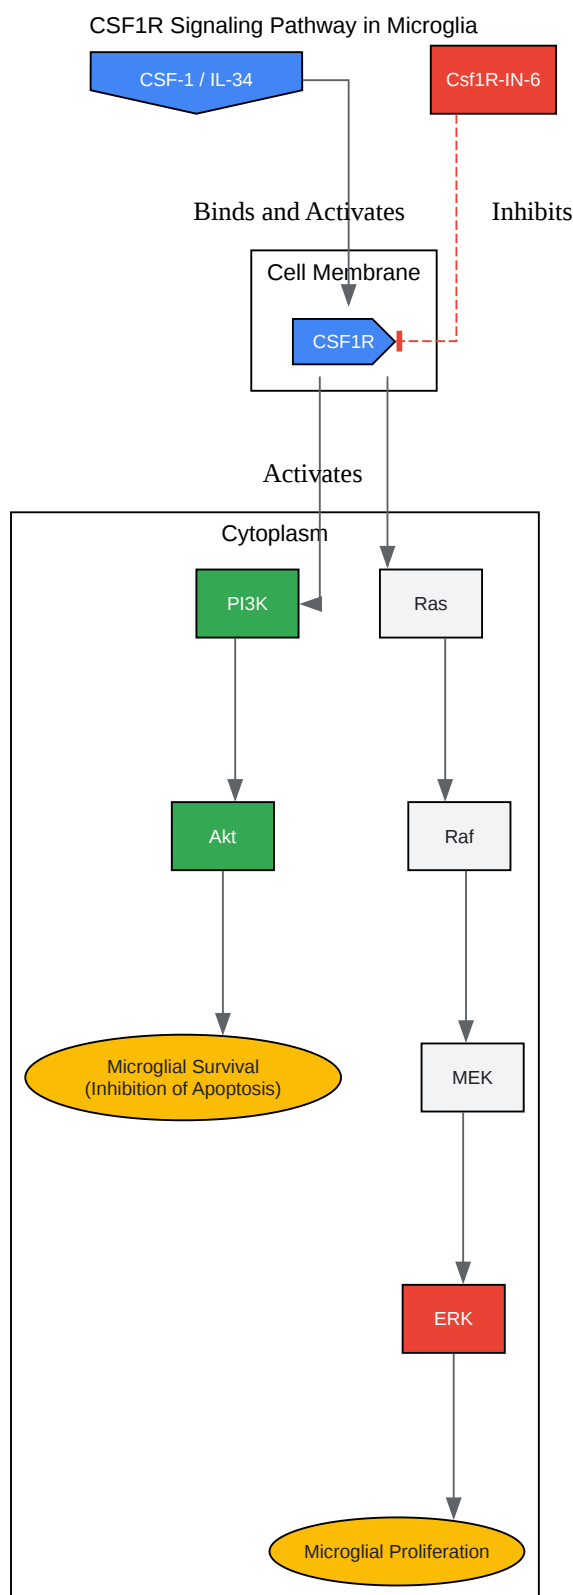 CSF1R Signaling Pathway in Microglia
CSF-1 / IL-34
Csf1R-IN-6
Binds and Activates
Inhibits
Cell Membrane
CSF1R
Activates
Cytoplasm
PI3K
Ras
Akt
Raf
Microglial Survival
(Inhibition of Apoptosis)
MEK
ERK
Microglial Proliferation